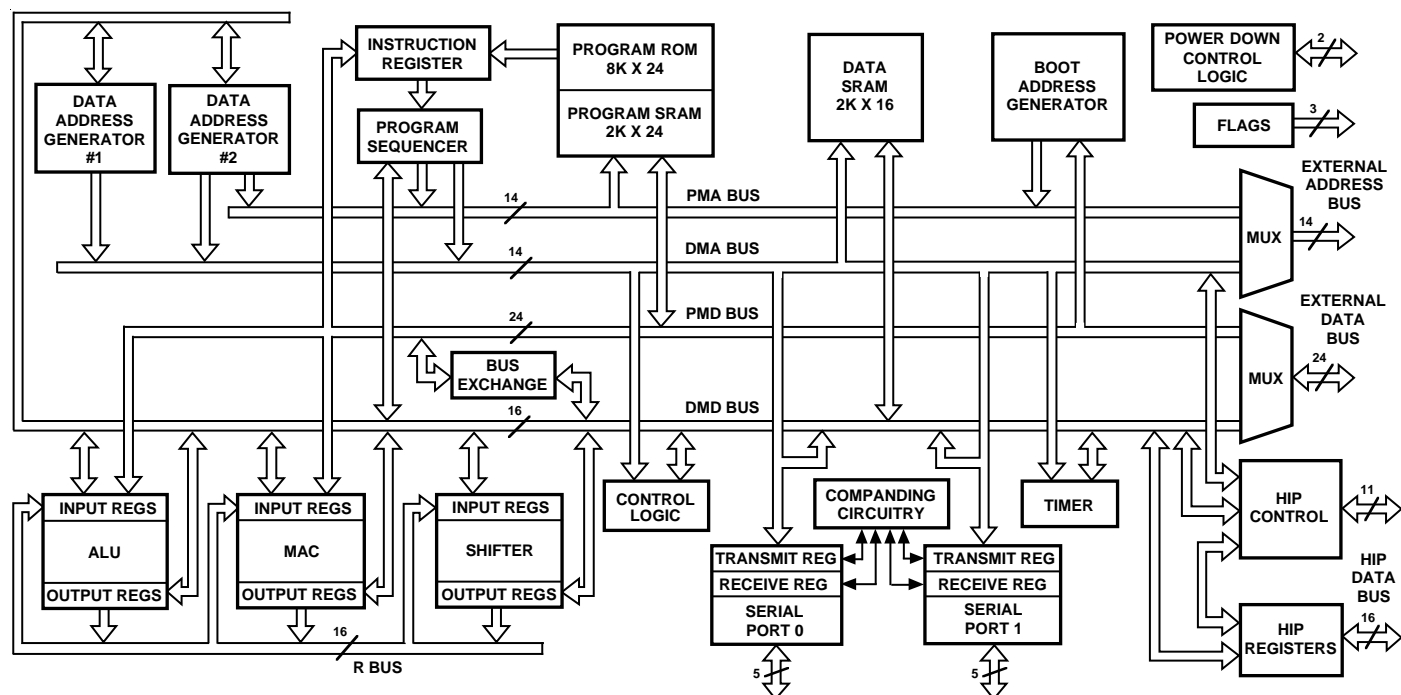 INSTRUCTION
REGISTER
PROGRAM ROM
8K X 24
PROGRAM SRAM
2K X 24
DATA
SRAM
2K X 16
BOOT
ADDRESS
GENERATOR
POWER DOWN
CONTROL
LOGIC
2
FLAGS
3
DATA
ADDRESS
GENERATOR
#1
DATA
ADDRESS
GENERATOR
#2
PROGRAM
SEQUENCER
EXTERNAL
ADDRESS
BUS
14
PMA BUS
MUX
14
14
DMA BUS
EXTERNAL
DATA
BUS
24
PMD BUS
BUS
EXCHANGE
MUX
24
16
DMD BUS
INPUT REGS
ALU
OUTPUT REGS
INPUT REGS
MAC
OUTPUT REGS
INPUT REGS
SHIFTER
OUTPUT REGS
CONTROL
LOGIC
COMPANDING
CIRCUITRY
TIMER
HIP
CONTROL
11
TRANSMIT REG
RECEIVE REG
SERIAL
PORT 0
5
TRANSMIT REG
RECEIVE REG
SERIAL
PORT 1
5
HIP
DATA
BUS
HIP
REGISTERS
16
16
R BUS